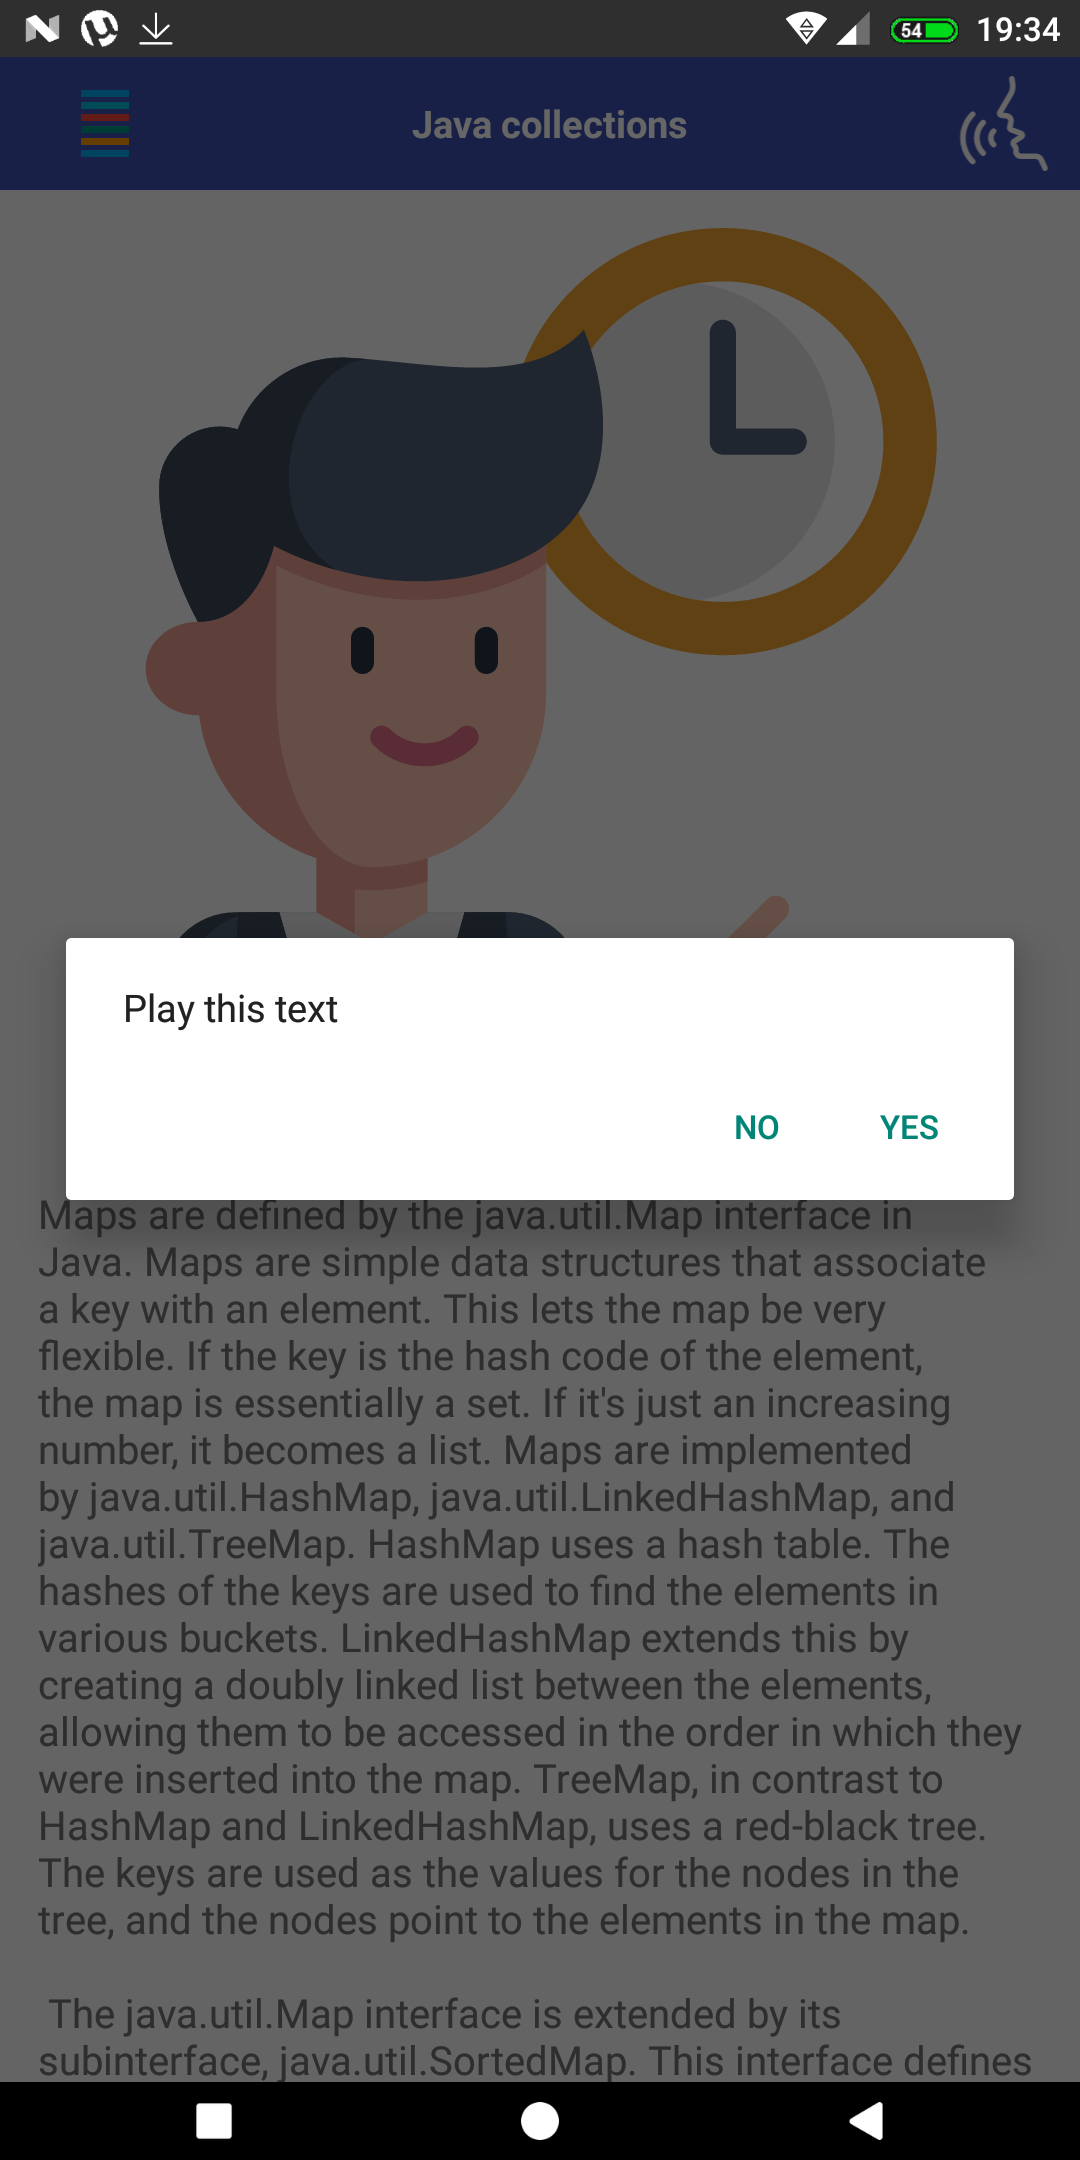 54 19:34
Java collections
Play this text
NO YES
Maps are defined by the java.util.Map interface in
Java. Maps are simple data structures that associate
a key with an element. This lets the map be very
flexible. If the key is the hash code of the element,
the map is essentially a set. If it's just an increasing
number, it becomes a list. Maps are implemented
by java.util.HashMap, java.util.LinkedHashMap, and
java.util.TreeMap. HashMap uses a hash table. The
hashes of the keys are used to find the elements in
various buckets. LinkedHashMap extends this by
creating a doubly linked list between the elements,
allowing them to be accessed in the order in which they
were inserted into the map. TreeMap, in contrast to
HashMap and LinkedHashMap, uses a red-black tree.
The keys are used as the values for the nodes in the
tree, and the nodes point to the elements in the map.
The java.util.Map interface is extended by its
subinterface, java.util.SortedMap. This interface defines